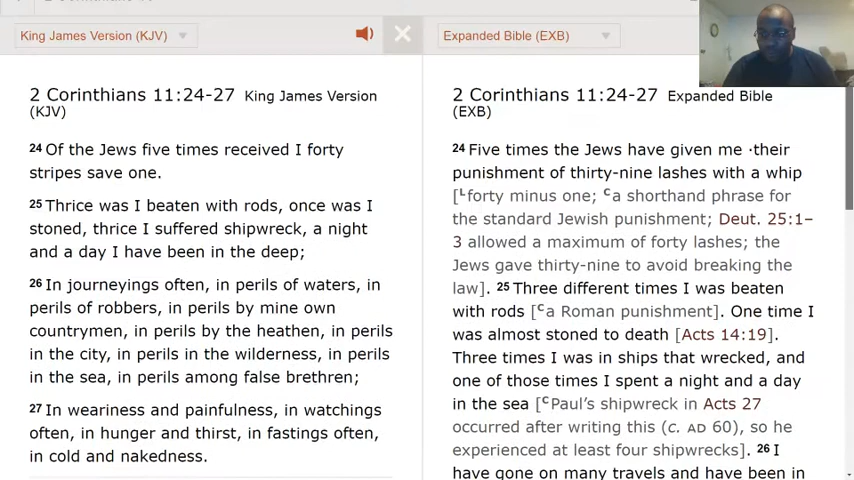 King James Version (KJV)
Expanded Bible (EXB)
2 Corinthians 11:24-27 King James Version
(KJV)
24 Of the Jews five times received I forty
stripes save one.
25 Thrice was I beaten with rods, once was I
stoned, thrice I suffered shipwreck, a night
and a day I have been in the deep;
26 In journeyings often, in perils of waters, in
perils of robbers, in perils by mine own
countrymen, in perils by the heathen, in perils
in the city, in perils in the wilderness, in perils
in the sea, in perils among false brethren;
27 In weariness and painfulness, in watchings
often, in hunger and thirst, in fastings often,
in cold and nakedness.
2 Corinthians 11:24-27 Expanded Bible
(EXB)
24 Five times the Jews have given me ·their
punishment of thirty-nine lashes with a whip
[L forty minus one; C a shorthand phrase for
the standard Jewish punishment; Deut. 25:1–
3 allowed a maximum of forty lashes; the
Jews gave thirty-nine to avoid breaking the
law]. 25 Three different times I was beaten
with rods [C a Roman punishment]. One time I
was almost stoned to death [Acts 14:19].
Three times I was in ships that wrecked, and
one of those times I spent a night and a day
in the sea [C Paul's shipwreck in Acts 27
occurred after writing this (c. AD 60), so he
experienced at least four shipwrecks]. 26 I
have gone on many travels and have been in